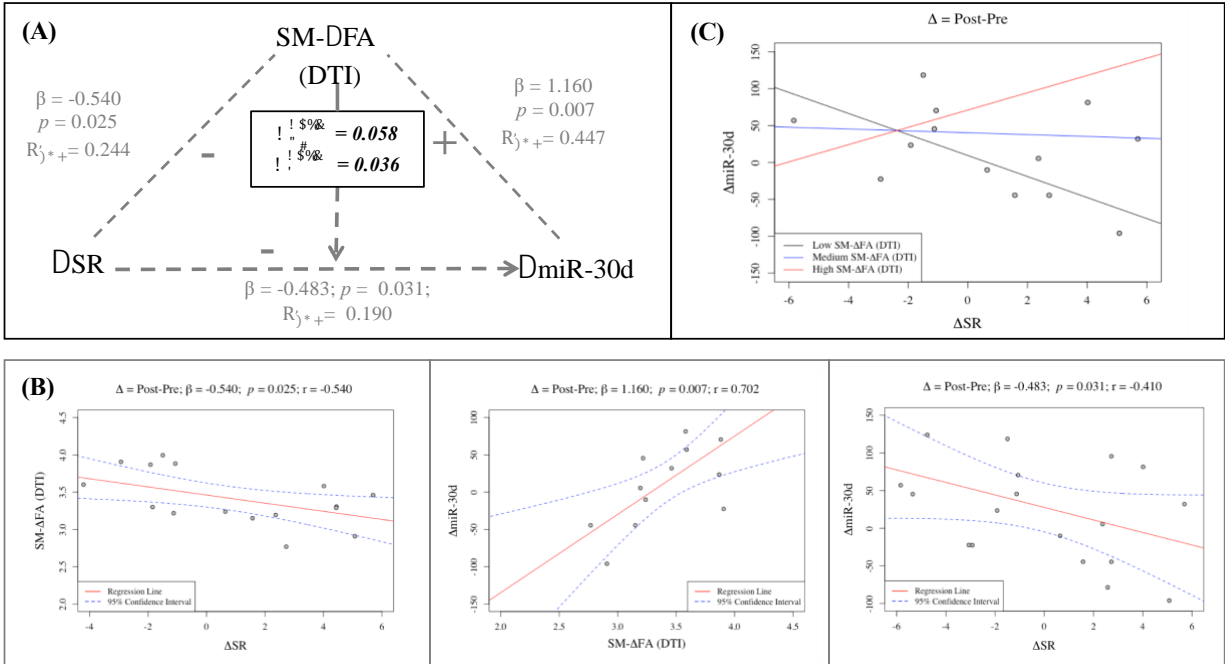 (A)
SM-DFA
(DTI)
β = -0.540
p = 0.025
= 0.244
β = 1.160
p = 0.007
= 0.447
= 0.058
= 0.036
-
+
-
DSR
DmiR-30d
β = -0.483; p = 0.031;
= 0.190
(C)
Δ = Post-Pre
ΔmiR-30d
150
100
50
0
-50
-100
-150
Low SM-ΔFA (DTI)
Medium SM-ΔFA (DTI)
High SM-ΔFA (DTI)
-6 -4 -2 0 2 4 6
ΔSR
(B)
Δ = Post-Pre; β = -0.540; p = 0.025; r = -0.540
SM-ΔFA (DTI)
4.5
4.0
3.5
3.0
2.5
2.0
Regression Line
95% Confidence Interval
-4 -2 0 2 4 6
ΔSR
Δ = Post-Pre; β = 1.160; p = 0.007; r = 0.702
ΔmiR-30d
100
50
0
-50
-100
-150
Regression Line
95% Confidence Interval
2.0 2.5 3.0 3.5 4.0 4.5
SM-ΔFA (DTI)
Δ = Post-Pre; β = -0.483; p = 0.031; r = -0.410
ΔmiR-30d
150
100
50
0
-50
-100
Regression Line
95% Confidence Interval
-6 -4 -2 0 2 4 6
ΔSR